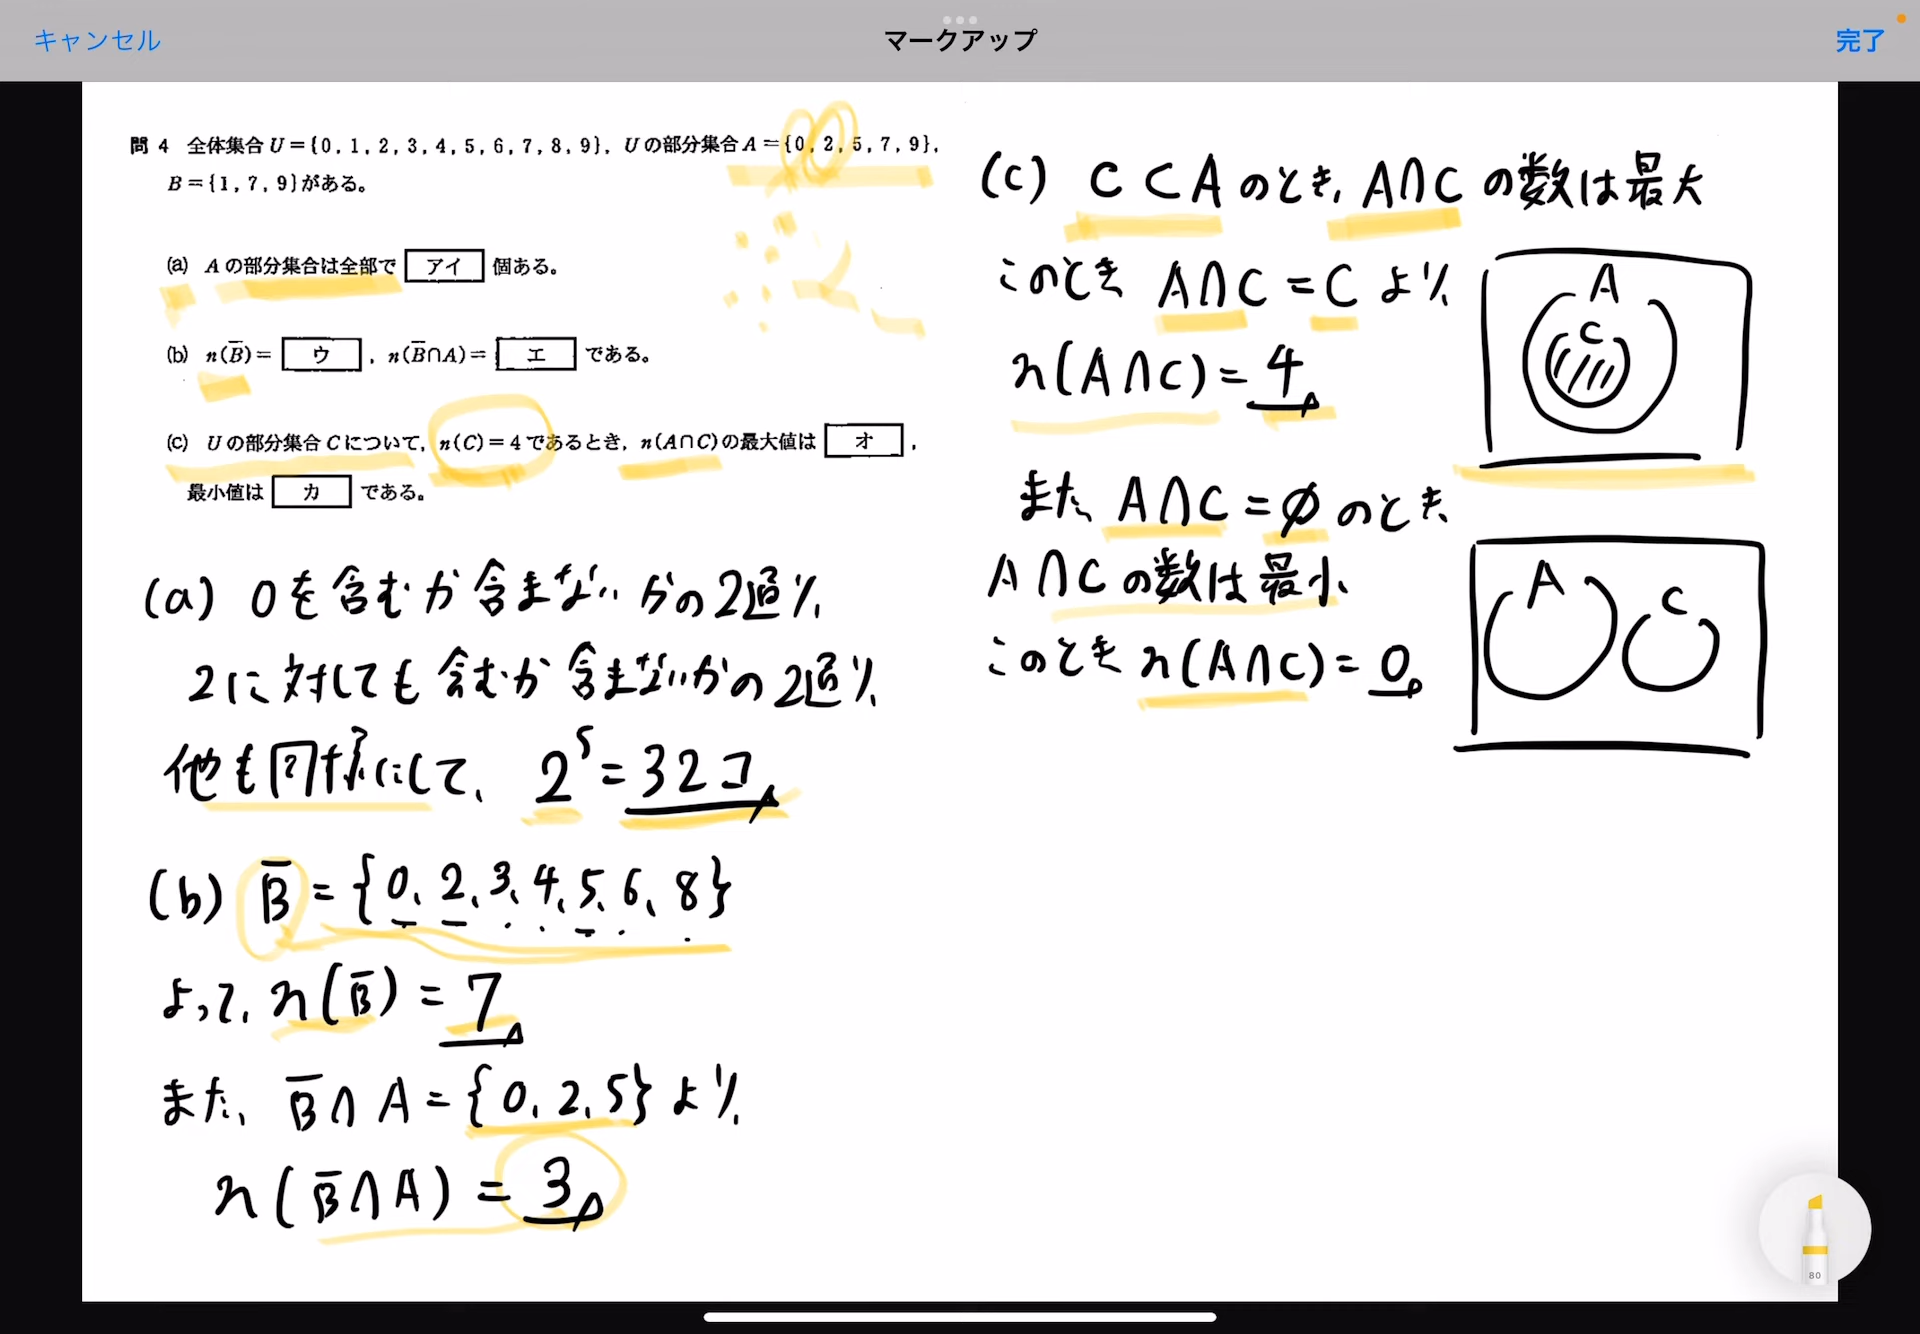 キャンセル
マークアップ
完了
問 4 全体集合 U={0, 1, 2, 3, 4, 5, 6, 7, 8, 9}, U の部分集合 A={0, 2, 5, 7, 9},
B={1, 7, 9}がある。
(a) A の部分集合は全部で アイ 個ある。
(b) n(B̅)= ウ , n(B̅∩A)= エ である。
(c) U の部分集合 C について, n(C)=4 であるとき, n(A∩C) の最大値は オ ,
最小値は カ である。
(a) 0を含むか含まないかの2通り
2に対しても含むか含まないかの2通り
他も同様にして、2⁵=32コ
(b) B̅={0、2、3、4、5、6、8}
よって、n(B̅)=7
また、B̅∩A={0、2、5}より
n(B̅∩A)=3
(c) C⊂Aのとき、A∩Cの数は最大
このとき A∩C=Cより
n(A∩C)=4
また A∩C=∅のとき
A∩Cの数は最小
このとき n(A∩C)=0
A
C
A
C
80